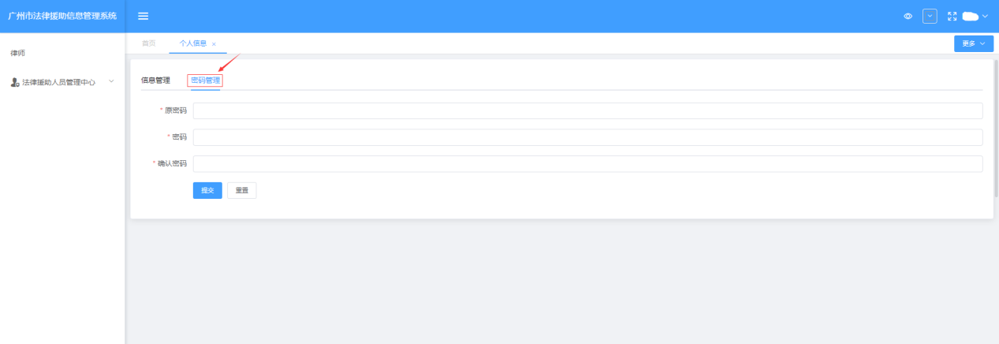 广州市法律援助信息管理系统
首页 个人信息 ×
更多
律师
法律援助人员管理中心
信息管理 密码管理
* 原密码
* 密码
* 确认密码
提交 重置